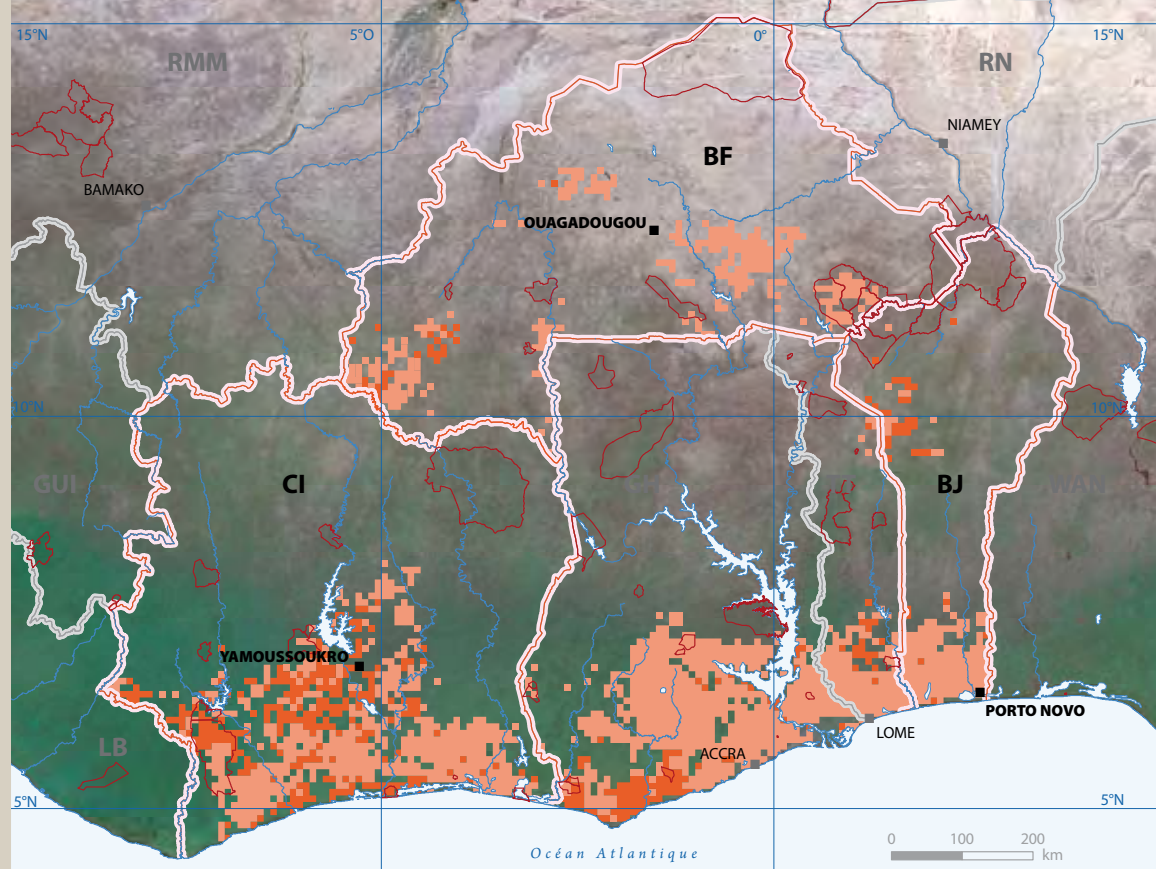 15°N
5°O
0°
15°N
RMM
RN
NIAMEY
BF
BAMAKO
OUAGADOUGOU
10°N
10°N
GUI
CI
BJ
WAN
YAMOUSSOUKRO
PORTO NOVO
LOME
LB
ACCRA
5°N
5°N
0 100 200
km
Océan Atlantique